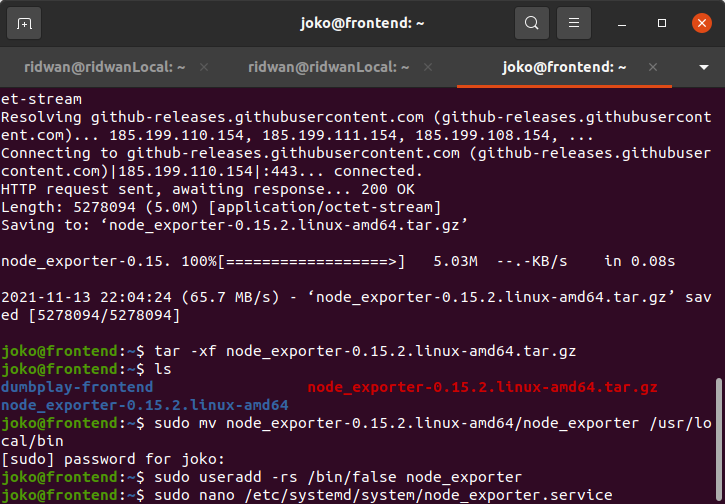 joko@frontend: ~
ridwan@ridwanLocal: ~
ridwan@ridwanLocal: ~
joko@frontend: ~
et-stream
Resolving github-releases.githubusercontent.com (github-releases.githubusercont
ent.com)... 185.199.110.154, 185.199.111.154, 185.199.108.154, ...
Connecting to github-releases.githubusercontent.com (github-releases.githubuser
content.com)|185.199.110.154|:443... connected.
HTTP request sent, awaiting response... 200 OK
Length: 5278094 (5.0M) [application/octet-stream]
Saving to: ‘node_exporter-0.15.2.linux-amd64.tar.gz’
node_exporter-0.15. 100%[==================>] 5.03M --.-KB/s in 0.08s
2021-11-13 22:04:24 (65.7 MB/s) - ‘node_exporter-0.15.2.linux-amd64.tar.gz’ sav
ed [5278094/5278094]
joko@frontend:~$ tar -xf node_exporter-0.15.2.linux-amd64.tar.gz
joko@frontend:~$ ls
dumbplay-frontend node_exporter-0.15.2.linux-amd64.tar.gz
node_exporter-0.15.2.linux-amd64
joko@frontend:~$ sudo mv node_exporter-0.15.2.linux-amd64/node_exporter /usr/lo
cal/bin
[sudo] password for joko:
joko@frontend:~$ sudo useradd -rs /bin/false node_exporter
joko@frontend:~$ sudo nano /etc/systemd/system/node_exporter.service